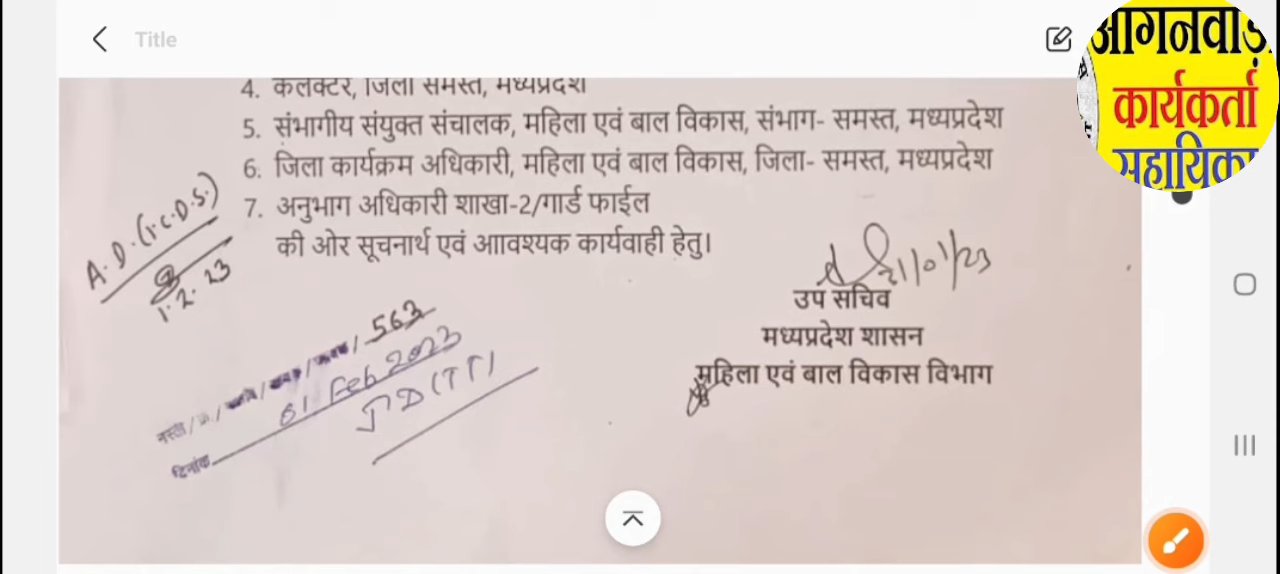 Title
आगनवाड़
कार्यकर्ता
सहायिका
4. कलेक्टर, जिला समस्त, मध्यप्रदेश
5. संभागीय संयुक्त संचालक, महिला एवं बाल विकास, संभाग- समस्त, मध्यप्रदेश
6. जिला कार्यक्रम अधिकारी, महिला एवं बाल विकास, जिला- समस्त, मध्यप्रदेश
7. अनुभाग अधिकारी शाखा-2/गार्ड फाईल
की ओर सूचनार्थ एवं आावश्यक कार्यवाही हेतु।
A.D.(I.C.D.S.)
1.2.23
21/01/23
उप सचिव
मध्यप्रदेश शासन
महिला एवं बाल विकास विभाग
563
दिनांक 01 Feb 2023
JD (IT)